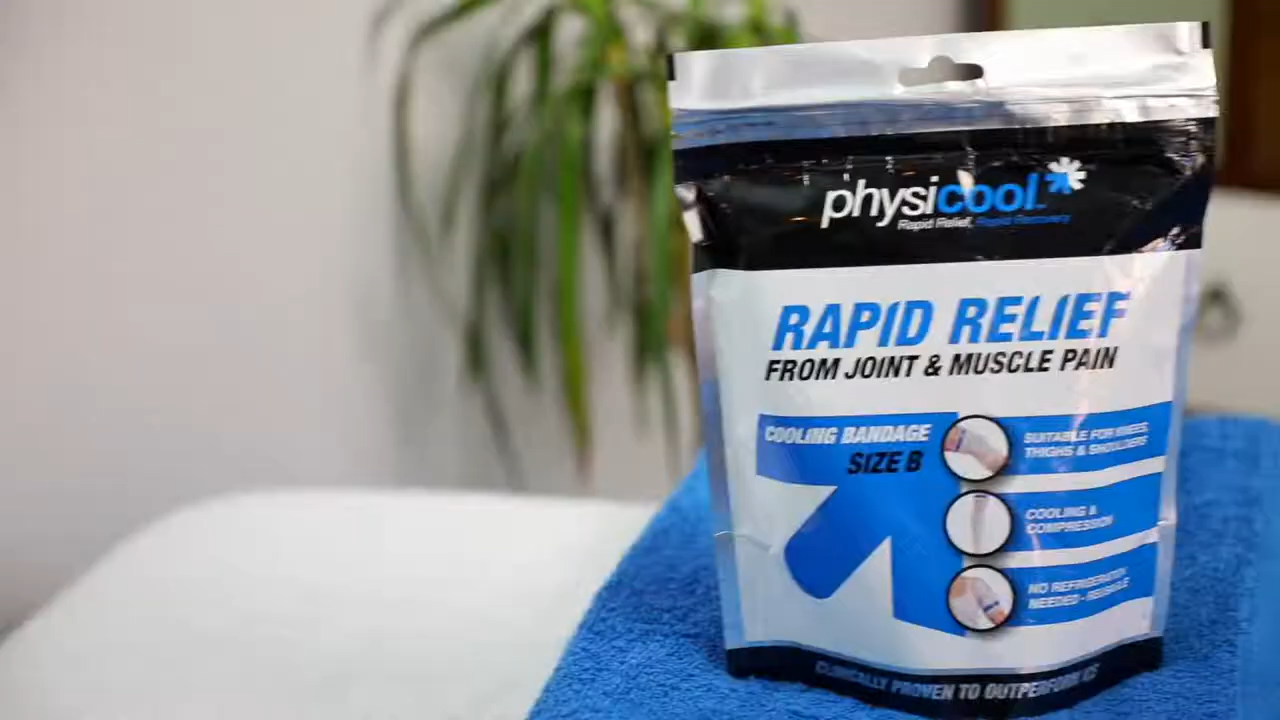 physicool
Rapid Relief, Rapid Recovery
RAPID RELIEF
FROM JOINT & MUSCLE PAIN
COOLING BANDAGE
SIZE B
SUITABLE FOR KNEES
THIGHS & SHOULDERS
COOLING &
COMPRESSION
NO REFRIGERATION
NEEDED - REUSABLE
CLINICALLY PROVEN TO OUTPERFORM ICE